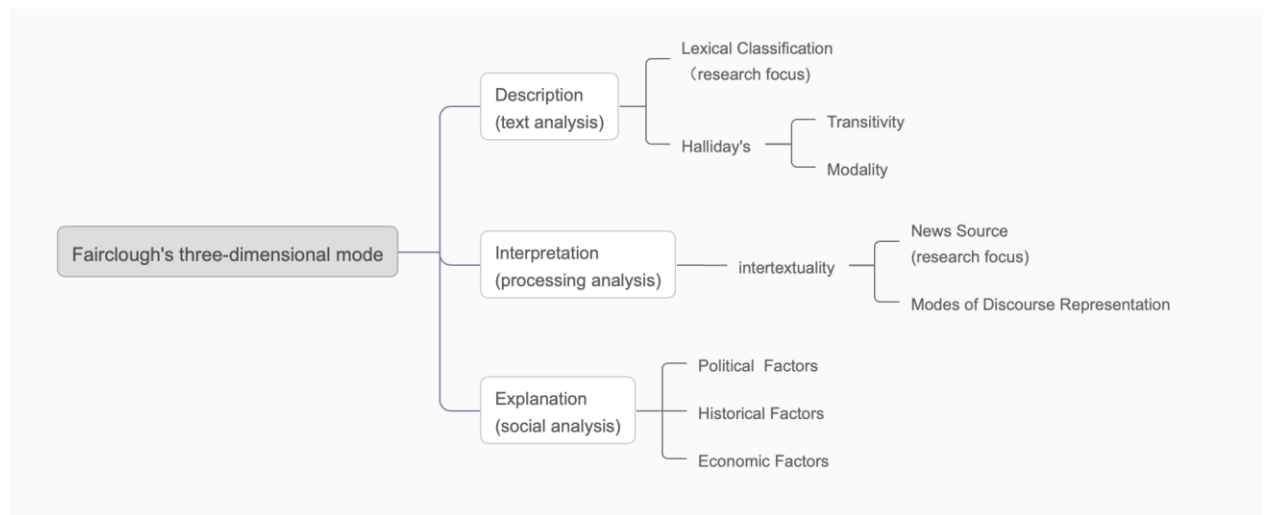 Fairclough's three-dimensional mode
Description
(text analysis)
Lexical Classification
（research focus)
Halliday's
Transitivity
Modality
Interpretation
(processing analysis)
intertextuality
News Source
(research focus)
Modes of Discourse Representation
Explanation
(social analysis)
Political  Factors
Historical Factors
Economic Factors